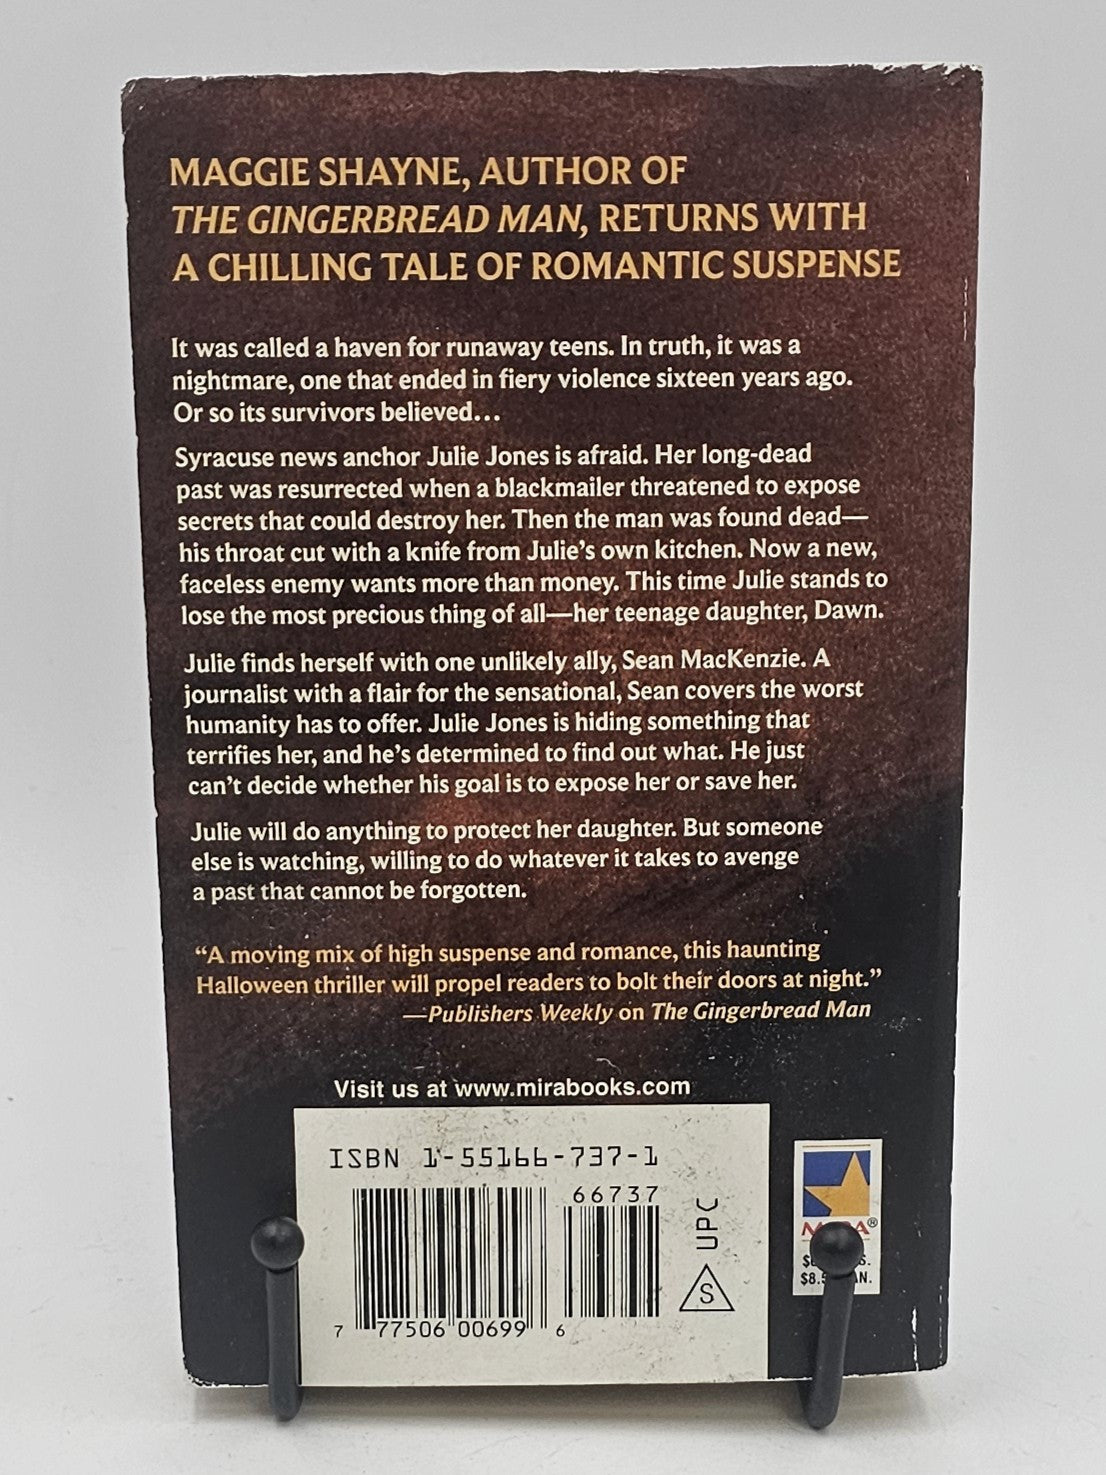 MAGGIE SHAYNE, AUTHOR OF
THE GINGERBREAD MAN, RETURNS WITH
A CHILLING TALE OF ROMANTIC SUSPENSE
It was called a haven for runaway teens. In truth, it was a
nightmare, one that ended in fiery violence sixteen years ago.
Or so its survivors believed...
Syracuse news anchor Julie Jones is afraid. Her long-dead
past was resurrected when a blackmailer threatened to expose
secrets that could destroy her. Then the man was found dead—
his throat cut with a knife from Julie's own kitchen. Now a new,
faceless enemy wants more than money. This time Julie stands to
lose the most precious thing of all—her teenage daughter, Dawn.
Julie finds herself with one unlikely ally, Sean MacKenzie. A
journalist with a flair for the sensational, Sean covers the worst
humanity has to offer. Julie Jones is hiding something that
terrifies her, and he's determined to find out what. He just
can't decide whether his goal is to expose her or save her.
Julie will do anything to protect her daughter. But someone
else is watching, willing to do whatever it takes to avenge
a past that cannot be forgotten.
“A moving mix of high suspense and romance, this haunting
Halloween thriller will propel readers to bolt their doors at night.”
—Publishers Weekly on The Gingerbread Man
Visit us at www.mirabooks.com
ISBN 1-55166-737-1
66737
UPC
S
7 77506 00699 6